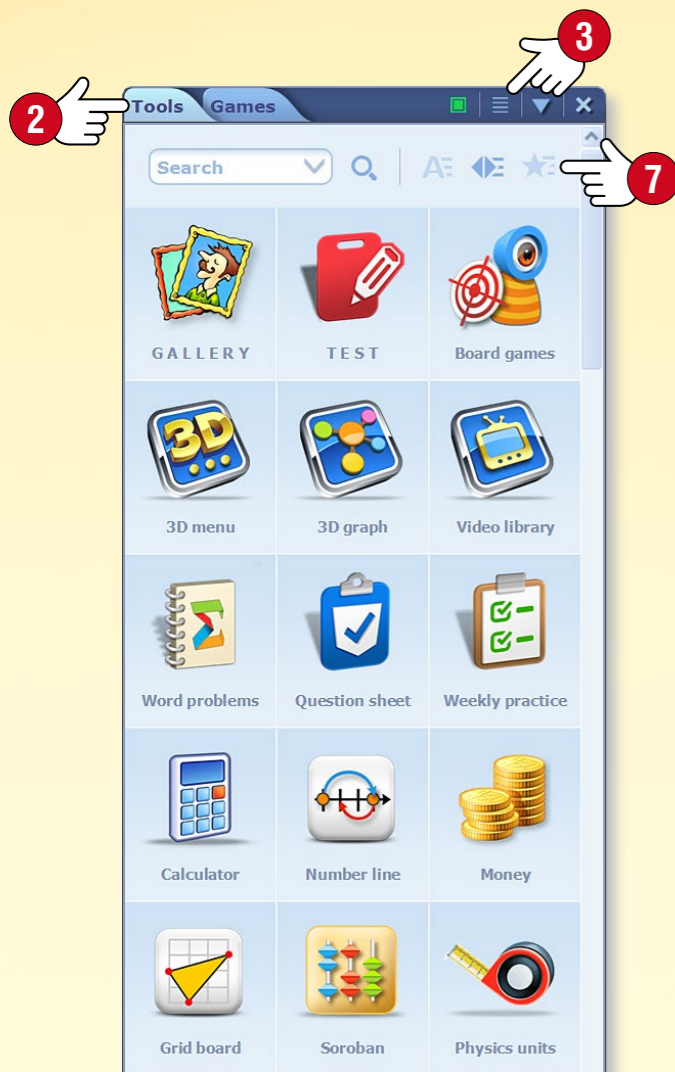 3
2
Tools Games
Search
7
GALLERY TEST Board games
3D
3D menu 3D graph Video library
Word problems Question sheet Weekly practice
Calculator Number line Money
Grid board Soroban Physics units